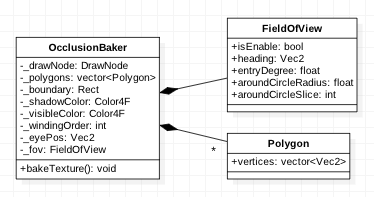 OcclusionBaker
-_drawNode: DrawNode
-_polygons: vector<Polygon>
-_boundary: Rect
-_shadowColor: Color4F
-_visibleColor: Color4F
-_windingOrder: int
-_eyePos: Vec2
-_fov: FieldOfView
+bakeTexture(): void
FieldOfView
+isEnable: bool
+heading: Vec2
+entryDegree: float
+aroundCircleRadius: float
+aroundCircleSlice: int
*
Polygon
+vertices: vector<Vec2>